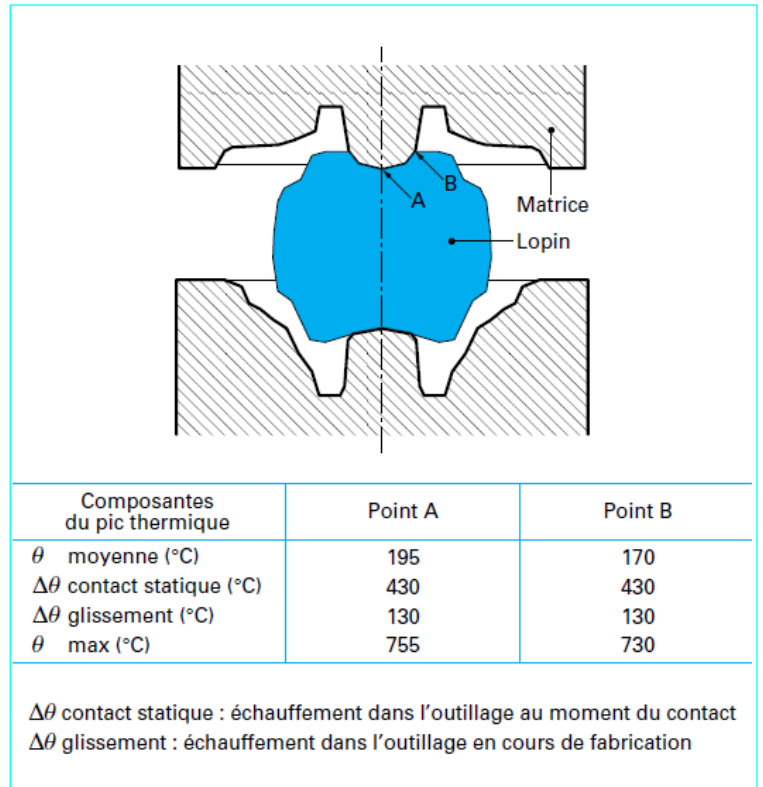 A
B
Matrice
Lopin
Composantes
du pic thermique
Point A
Point B
θ moyenne (°C) 195 170
Δθ contact statique (°C) 430 430
Δθ glissement (°C) 130 130
θ max (°C) 755 730
Δθ contact statique : échauffement dans l’outillage au moment du contact
Δθ glissement : échauffement dans l’outillage en cours de fabrication